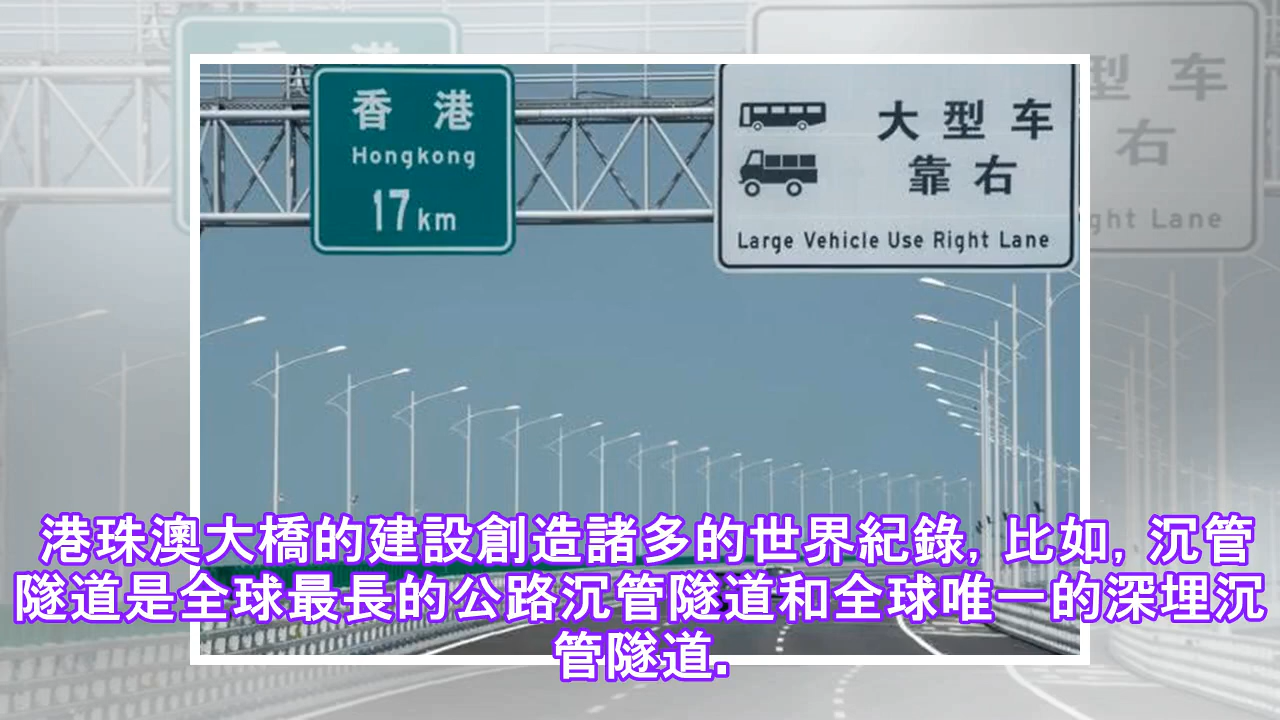 香港
Hongkong
17km
大型车
靠右
Large Vehicle Use Right Lane
港珠澳大橋的建設創造諸多的世界紀錄, 比如, 沉管
隧道是全球最長的公路沉管隧道和全球唯一的深埋沉
管隧道.